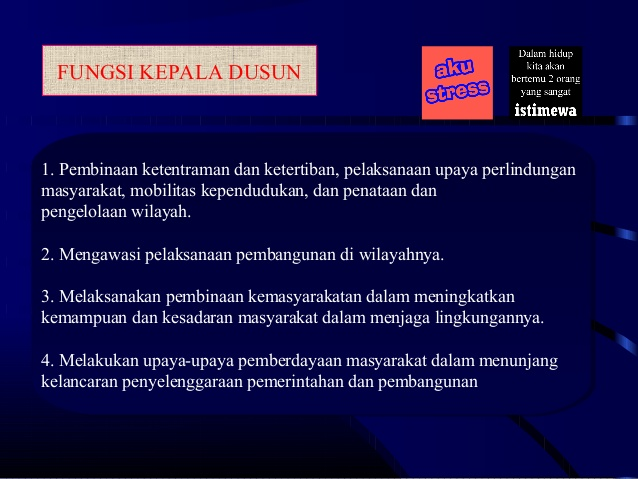 FUNGSI KEPALA DUSUN
aku
stress
Dalam hidup
kita akan
bertemu 2 orang
yang sangat
istimewa
1. Pembinaan ketentraman dan ketertiban, pelaksanaan upaya perlindungan
masyarakat, mobilitas kependudukan, dan penataan dan
pengelolaan wilayah.
2. Mengawasi pelaksanaan pembangunan di wilayahnya.
3. Melaksanakan pembinaan kemasyarakatan dalam meningkatkan
kemampuan dan kesadaran masyarakat dalam menjaga lingkungannya.
4. Melakukan upaya-upaya pemberdayaan masyarakat dalam menunjang
kelancaran penyelenggaraan pemerintahan dan pembangunan